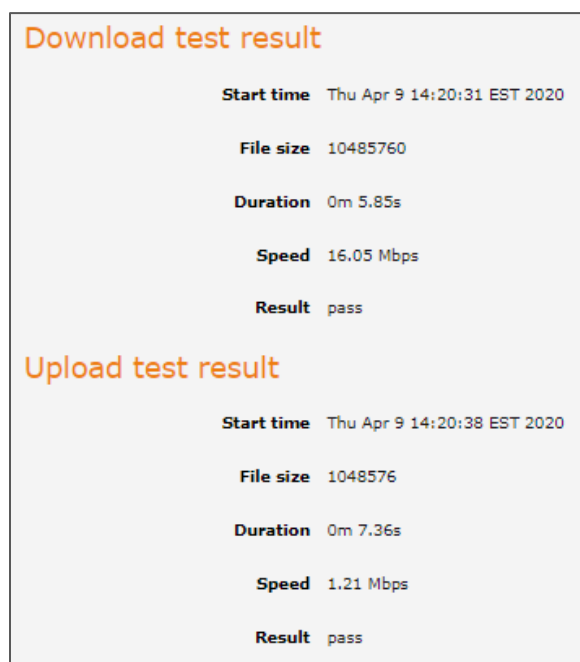 Download test result
Start time Thu Apr 9 14:20:31 EST 2020
File size 10485760
Duration 0m 5.85s
Speed 16.05 Mbps
Result pass
Upload test result
Start time Thu Apr 9 14:20:38 EST 2020
File size 1048576
Duration 0m 7.36s
Speed 1.21 Mbps
Result pass